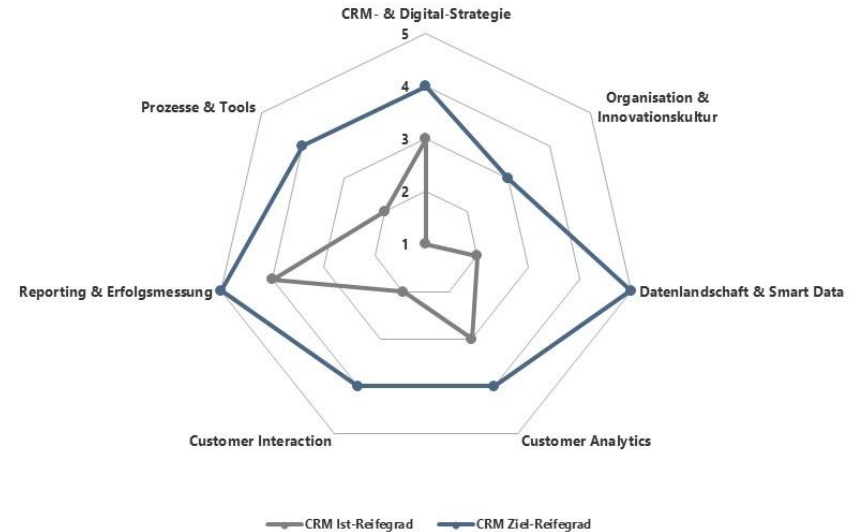 CRM- & Digital-Strategie
5
4
3
2
1
Organisation &
Innovationskultur
Datenlandschaft & Smart Data
Customer Analytics
Customer Interaction
Reporting & Erfolgsmessung
Prozesse & Tools
CRM Ist-Reifegrad
CRM Ziel-Reifegrad